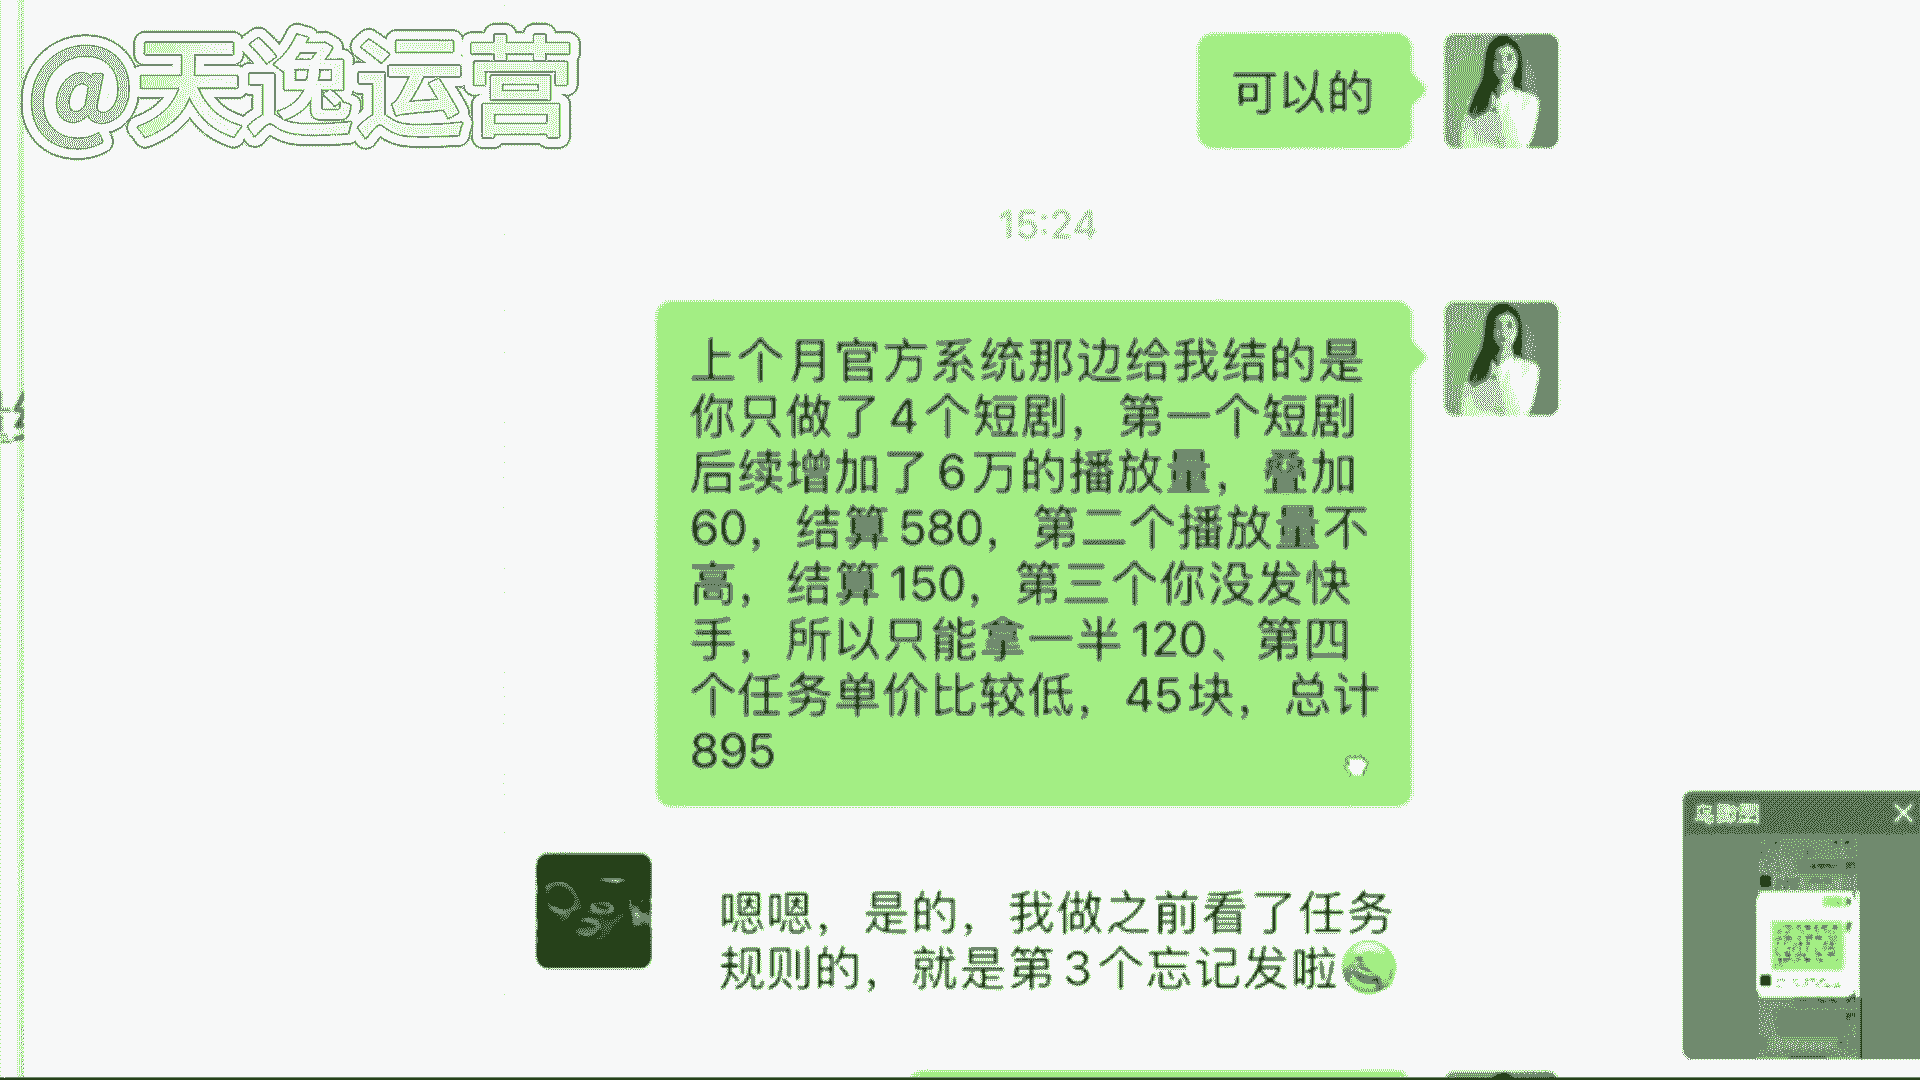 @天逸运营
可以的
15:24
上个月官方系统那边给我结的是
你只做了4个短剧，第一个短剧
后续增加了6万的播放量，叠加
60，结算580，第二个播放量不
高，结算150，第三个你没发快
手，所以只能拿一半120、第四
个任务单价比较低，45块，总计
895
嗯嗯，是的，我做之前看了任务
规则的，就是第3个忘记发啦
鸟瞰图